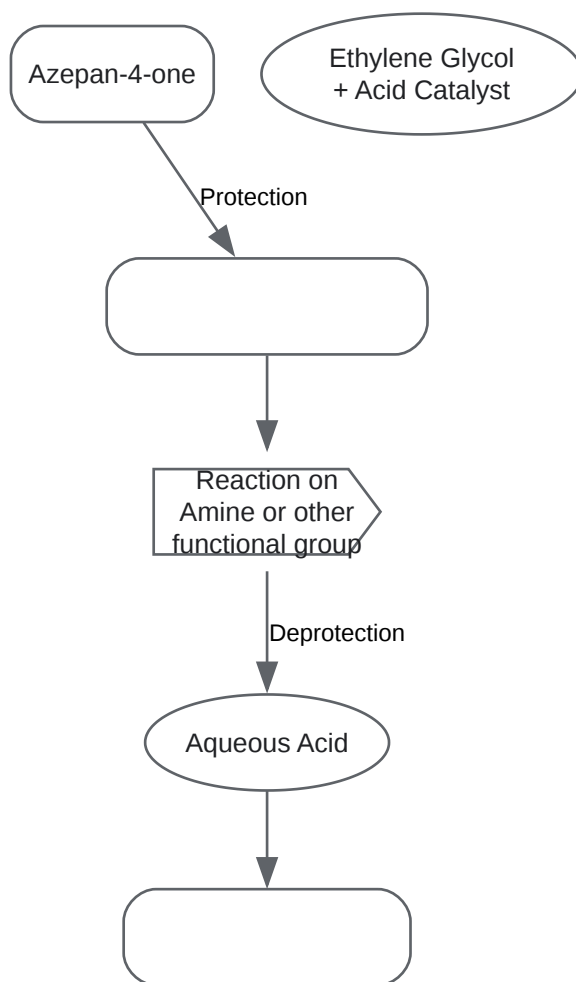 Azepan-4-one
Ethylene Glycol
+ Acid Catalyst
Protection
Reaction on
Amine or other
functional group
Deprotection
Aqueous Acid